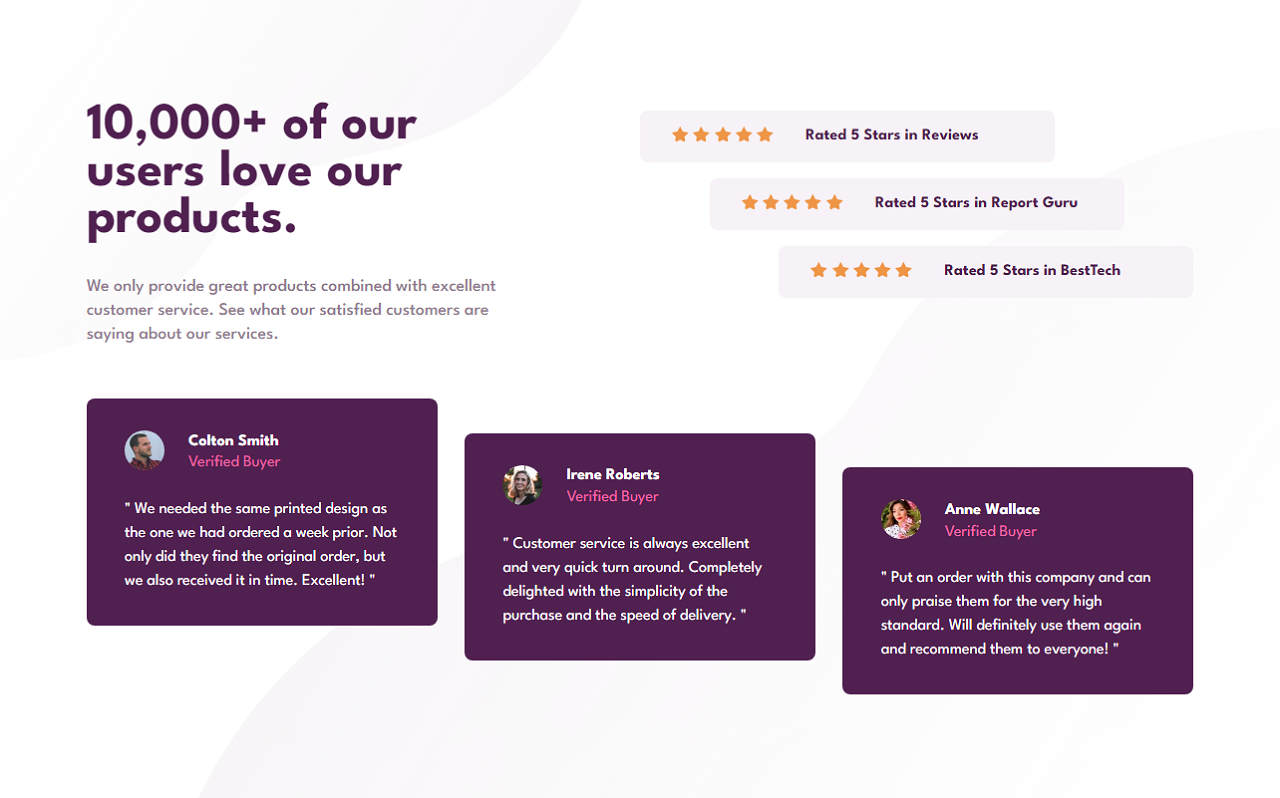 10,000+ of our
users love our
products.
We only provide great products combined with excellent
customer service. See what our satisfied customers are
saying about our services.
Rated 5 Stars in Reviews
Rated 5 Stars in Report Guru
Rated 5 Stars in BestTech
Colton Smith
Verified Buyer
" We needed the same printed design as
the one we had ordered a week prior. Not
only did they find the original order, but
we also received it in time. Excellent! "
Irene Roberts
Verified Buyer
" Customer service is always excellent
and very quick turn around. Completely
delighted with the simplicity of the
purchase and the speed of delivery. "
Anne Wallace
Verified Buyer
" Put an order with this company and can
only praise them for the very high
standard. Will definitely use them again
and recommend them to everyone! "